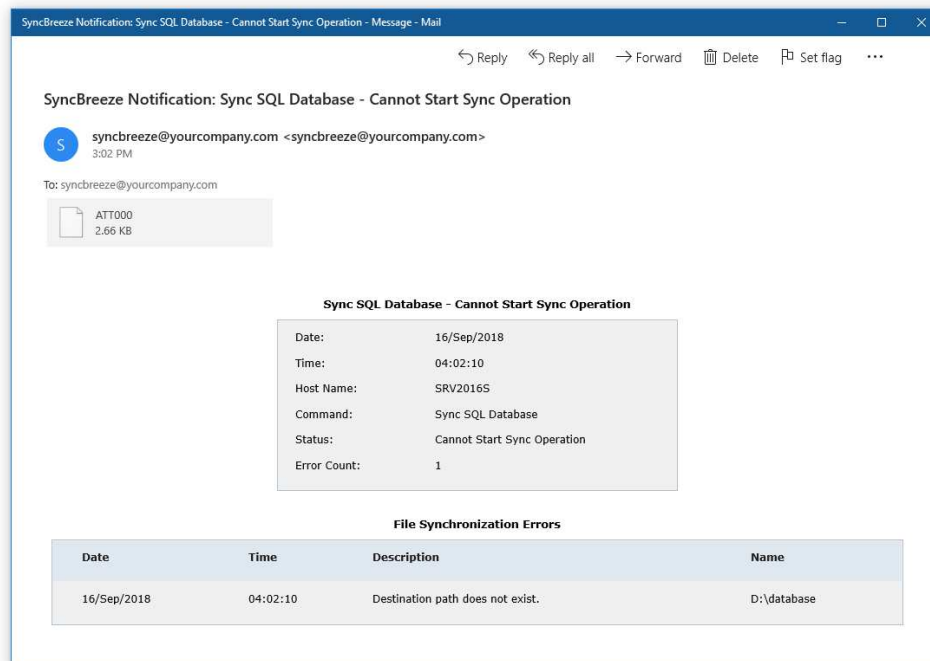 SyncBreeze Notification: Sync SQL Database - Cannot Start Sync Operation - Message - Mail
Reply Reply all Forward Delete Set flag
SyncBreeze Notification: Sync SQL Database - Cannot Start Sync Operation
S
syncbreeze@yourcompany.com <syncbreeze@yourcompany.com>
3:02 PM
To: syncbreeze@yourcompany.com
ATT000
2.66 KB
Sync SQL Database - Cannot Start Sync Operation
Date: 16/Sep/2018
Time: 04:02:10
Host Name: SRV2016S
Command: Sync SQL Database
Status: Cannot Start Sync Operation
Error Count: 1
File Synchronization Errors
Date Time Description Name
16/Sep/2018 04:02:10 Destination path does not exist. D:\database